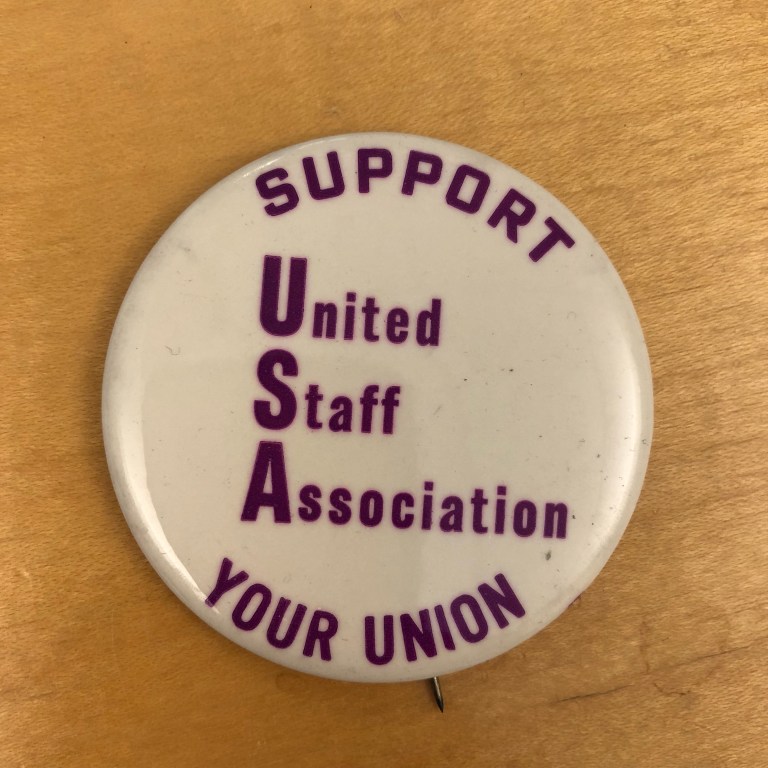 SUPPORT
United
Staff
Association
YOUR UNION